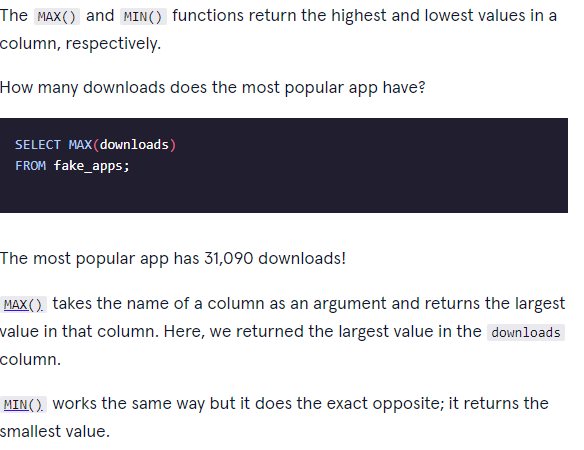 The MAX() and MIN() functions return the highest and lowest values in a
column, respectively.
How many downloads does the most popular app have?
SELECT MAX(downloads)
FROM fake_apps;
The most popular app has 31,090 downloads!
MAX() takes the name of a column as an argument and returns the largest
value in that column. Here, we returned the largest value in the downloads
column.
MIN() works the same way but it does the exact opposite; it returns the
smallest value.